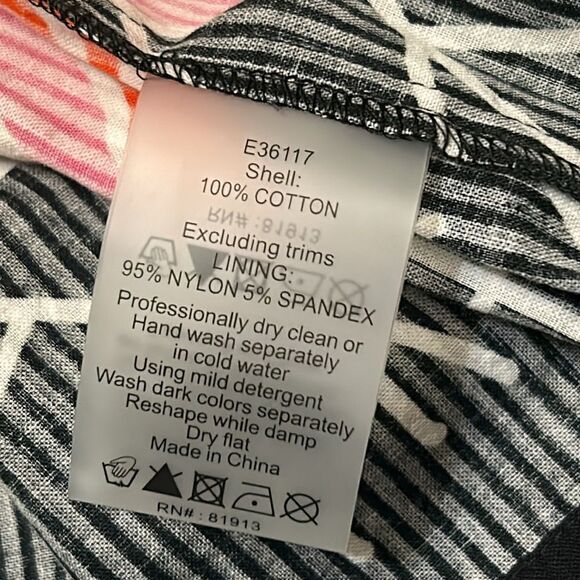 E36117
Shell:
100% COTTON
RN# :81913
Excluding trims
LINING:
95% NYLON 5% SPANDEX
Professionally dry clean or
Hand wash separately
in cold water
Using mild detergent
Wash dark colors separately
Reshape while damp
Dry flat
Made in China
RN# : 81913